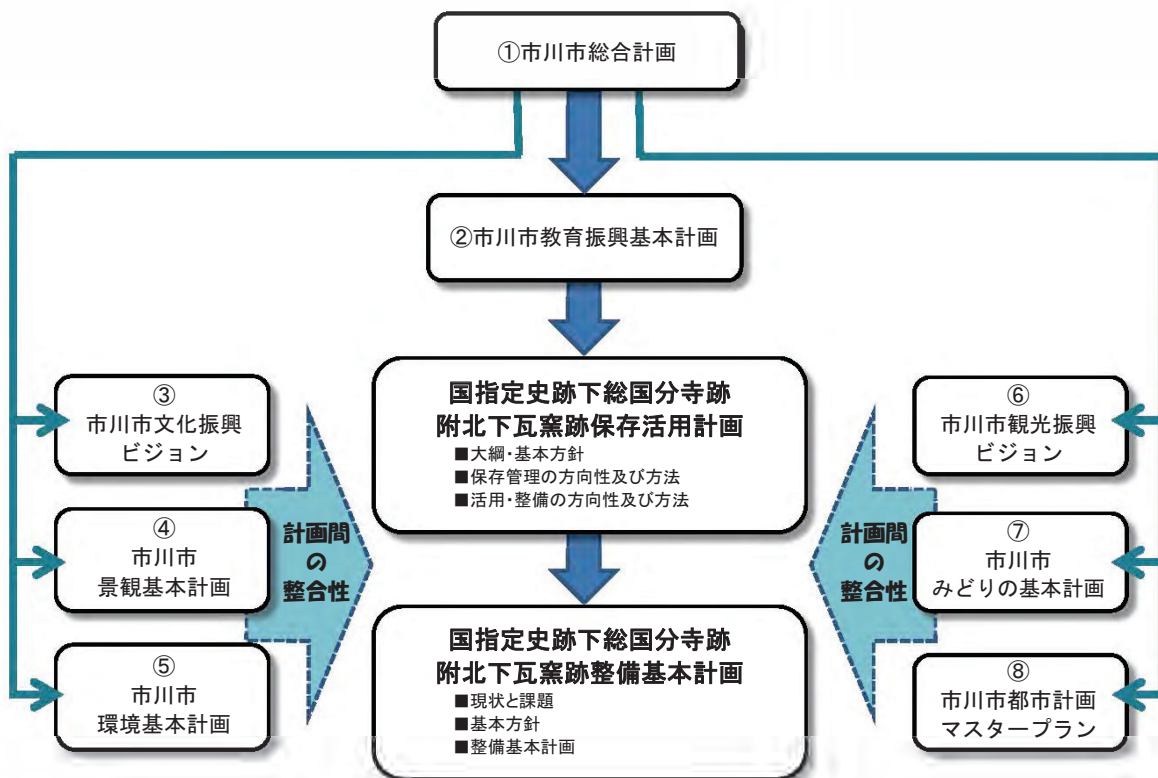 ①市川市総合計画
②市川市教育振興基本計画
国指定史跡下総国分寺跡
附北下瓦窯跡保存活用計画
■大綱・基本方針
■保存管理の方向性及び方法
■活用・整備の方向性及び方法
③
市川市文化振興
ビジョン
④
市川市
景観基本計画
⑤
市川市
環境基本計画
計画間
の
整合性
計画間
の
整合性
⑥
市川市観光振興
ビジョン
⑦
市川市
みどりの基本計画
⑧
市川市都市計画
マスタープラン
国指定史跡下総国分寺跡
附北下瓦窯跡整備基本計画
■現状と課題
■基本方針
■整備基本計画